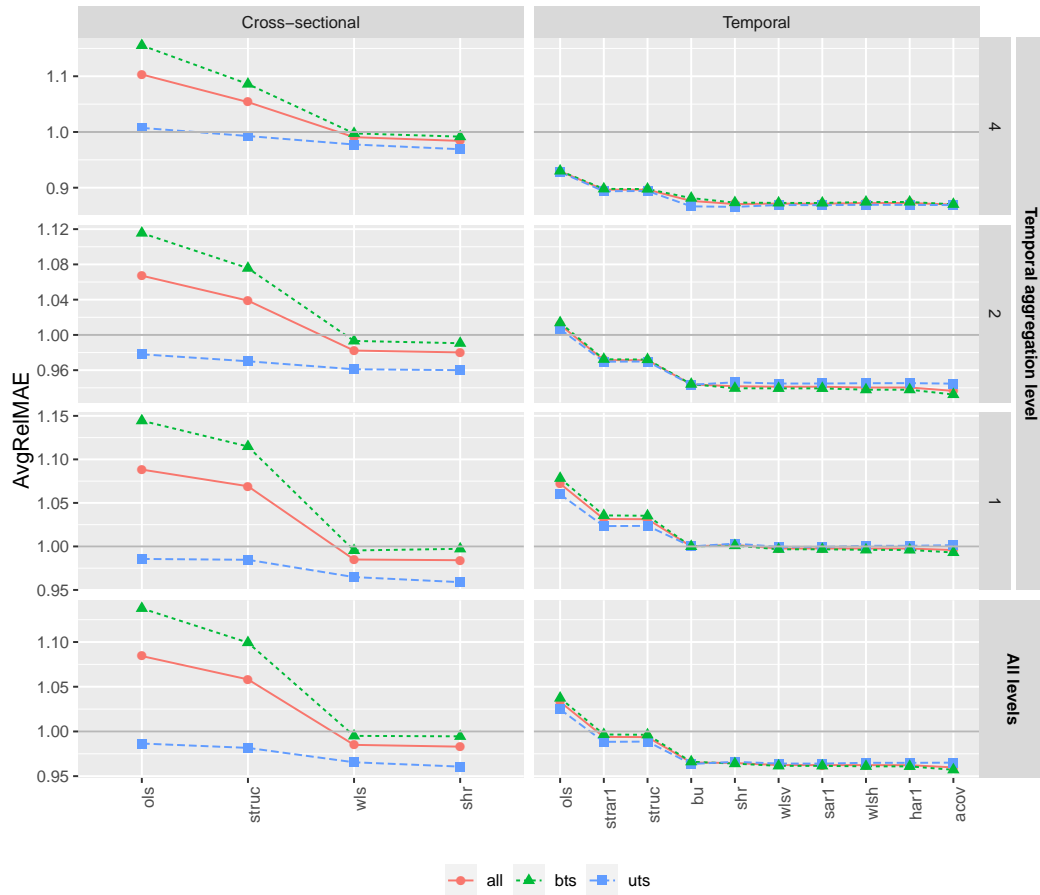 Cross−sectional
Temporal
AvgRelMAE
1.1
1.0
0.9
4
1.12
1.08
1.04
1.00
0.96
2
1.15
1.10
1.05
1.00
0.95
1
1.10
1.05
1.00
0.95
Temporal aggregation level
All levels
ols
struc
wls
shr
ols
strar1
struc
bu
shr
wlsv
sar1
wlsh
har1
acov
all
bts
uts